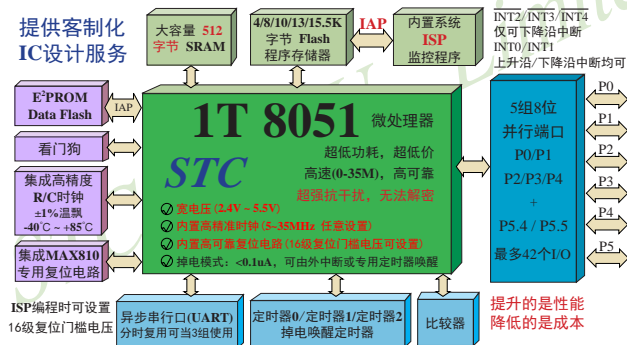 提供客制化
IC设计服务
大容量 512
字节 SRAM
4/8/10/13/15.5K
字节 Flash
程序存储器
IAP
内置系统
ISP
监控程序
INT2/INT3/INT4
仅可下降沿中断
INT0/INT1
上升沿/下降沿中断均可
E²PROM
Data Flash
IAP
看门狗
集成高精度
R/C时钟
±1%温飘
-40℃~+85℃
集成MAX810
专用复位电路
ISP编程时可设置
16级复位门槛电压
1T 8051 微处理器
STC
超低功耗，超低价
高速(0-35M)，高可靠
超强抗干扰，无法解密
宽电压(2.4V~5.5V)
内置高精准时钟(5-35MHz 任意设置)
内置高可靠复位电路(16级复位门槛电压可设置)
掉电模式：<0.1uA，可由外中断或专用定时器唤醒
5组8位
并行端口
P0/P1
P2/P3/P4
+
P5.4 / P5.5
最多42个I/O
P0
P1
P2
P3
P4
P5
异步串行口(UART)
分时复用可当3组使用
定时器0/定时器1/定时器2
掉电唤醒定时器
比较器
提升的是性能
降低的是成本